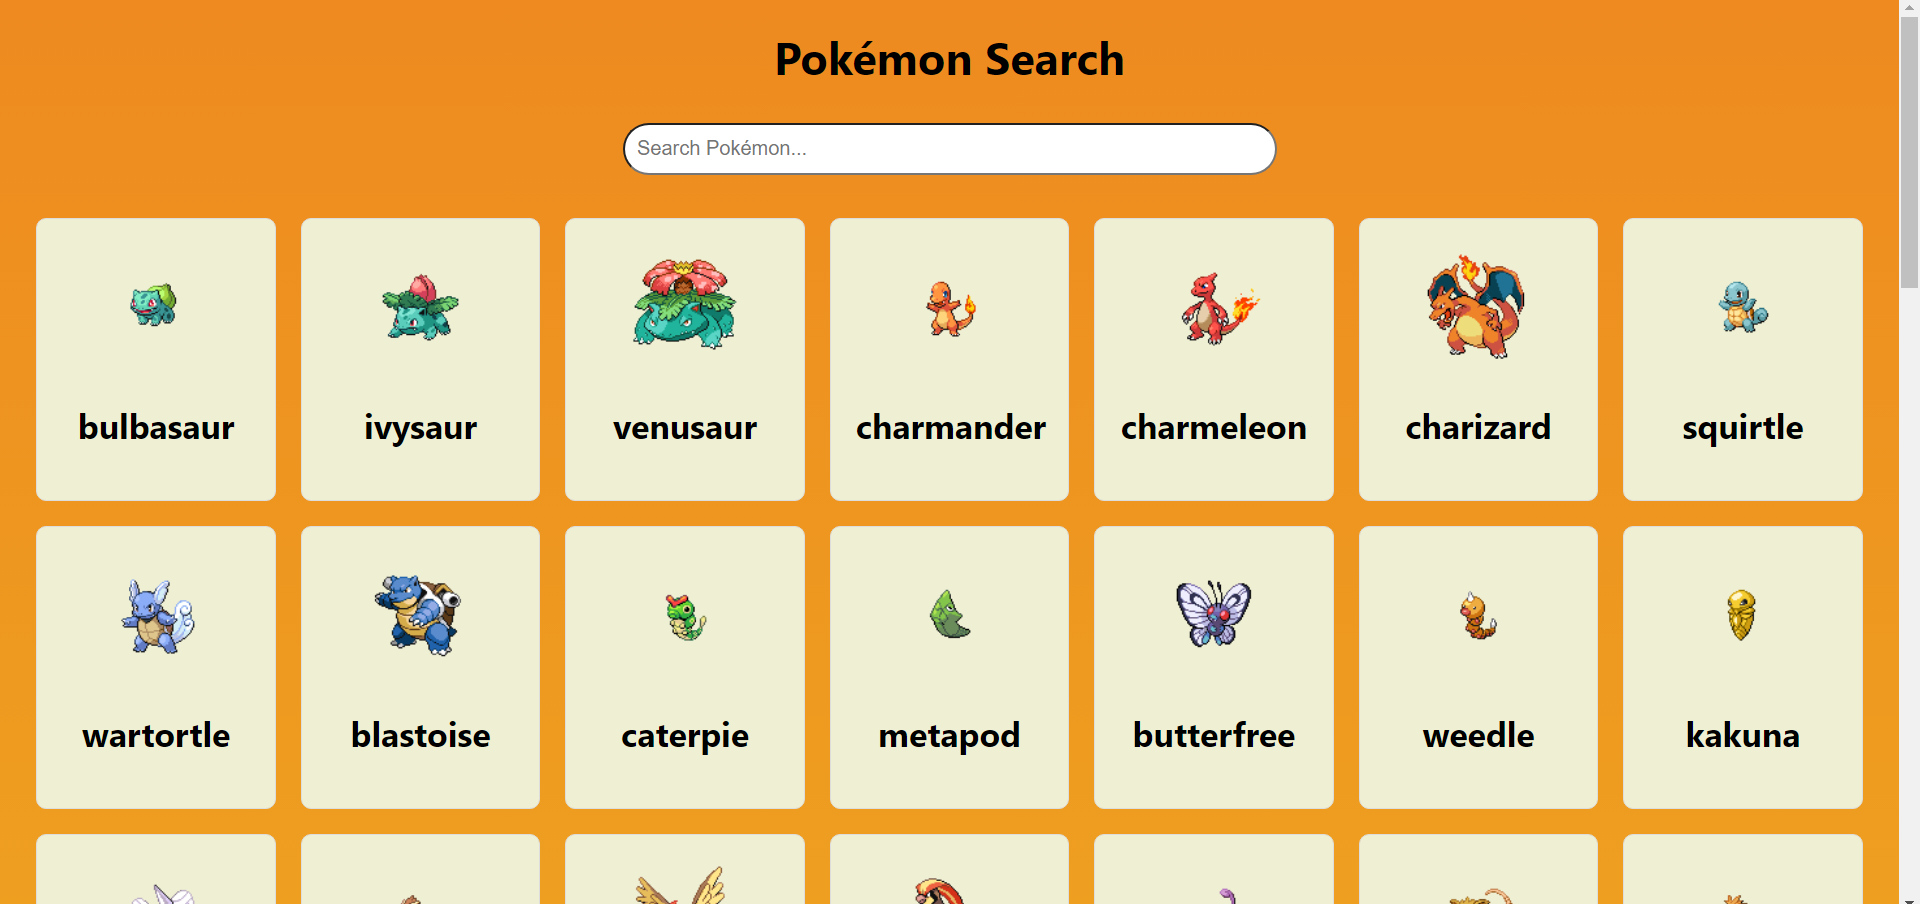 Pokémon Search
Search Pokémon...
bulbasaur
ivysaur
venusaur
charmander
charmeleon
charizard
squirtle
wartortle
blastoise
caterpie
metapod
butterfree
weedle
kakuna